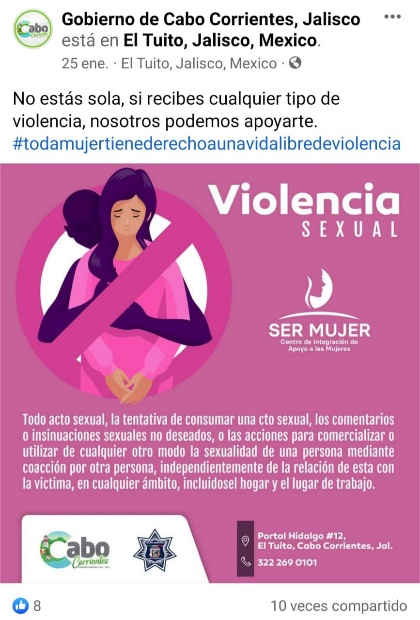 Gobierno de Cabo Corrientes, Jalisco
está en El Tuito, Jalisco, Mexico.
25 ene. · El Tuito, Jalisco, Mexico ·
No estás sola, si recibes cualquier tipo de
violencia, nosotros podemos apoyarte.
#todamujertienederechoaunavidalibredeviolencia
Violencia
SEXUAL
SER MUJER
Centro de Integración de
Apoyo a las Mujeres
Todo acto sexual, la tentativa de consumar una cto sexual, los comentarios
o insinuaciones sexuales no deseados, o las acciones para comercializar o
utilizar de cualquier otro modo la sexualidad de una persona mediante
coacción por otra persona, independientemente de la relación de esta con
la victima, en cualquier ámbito, incluidosel hogar y el lugar de trabajo.
Cabo
Corrientes
Portal Hidalgo #12,
El Tuito, Cabo Corrientes, Jal.
322 269 0101
8
10 veces compartido